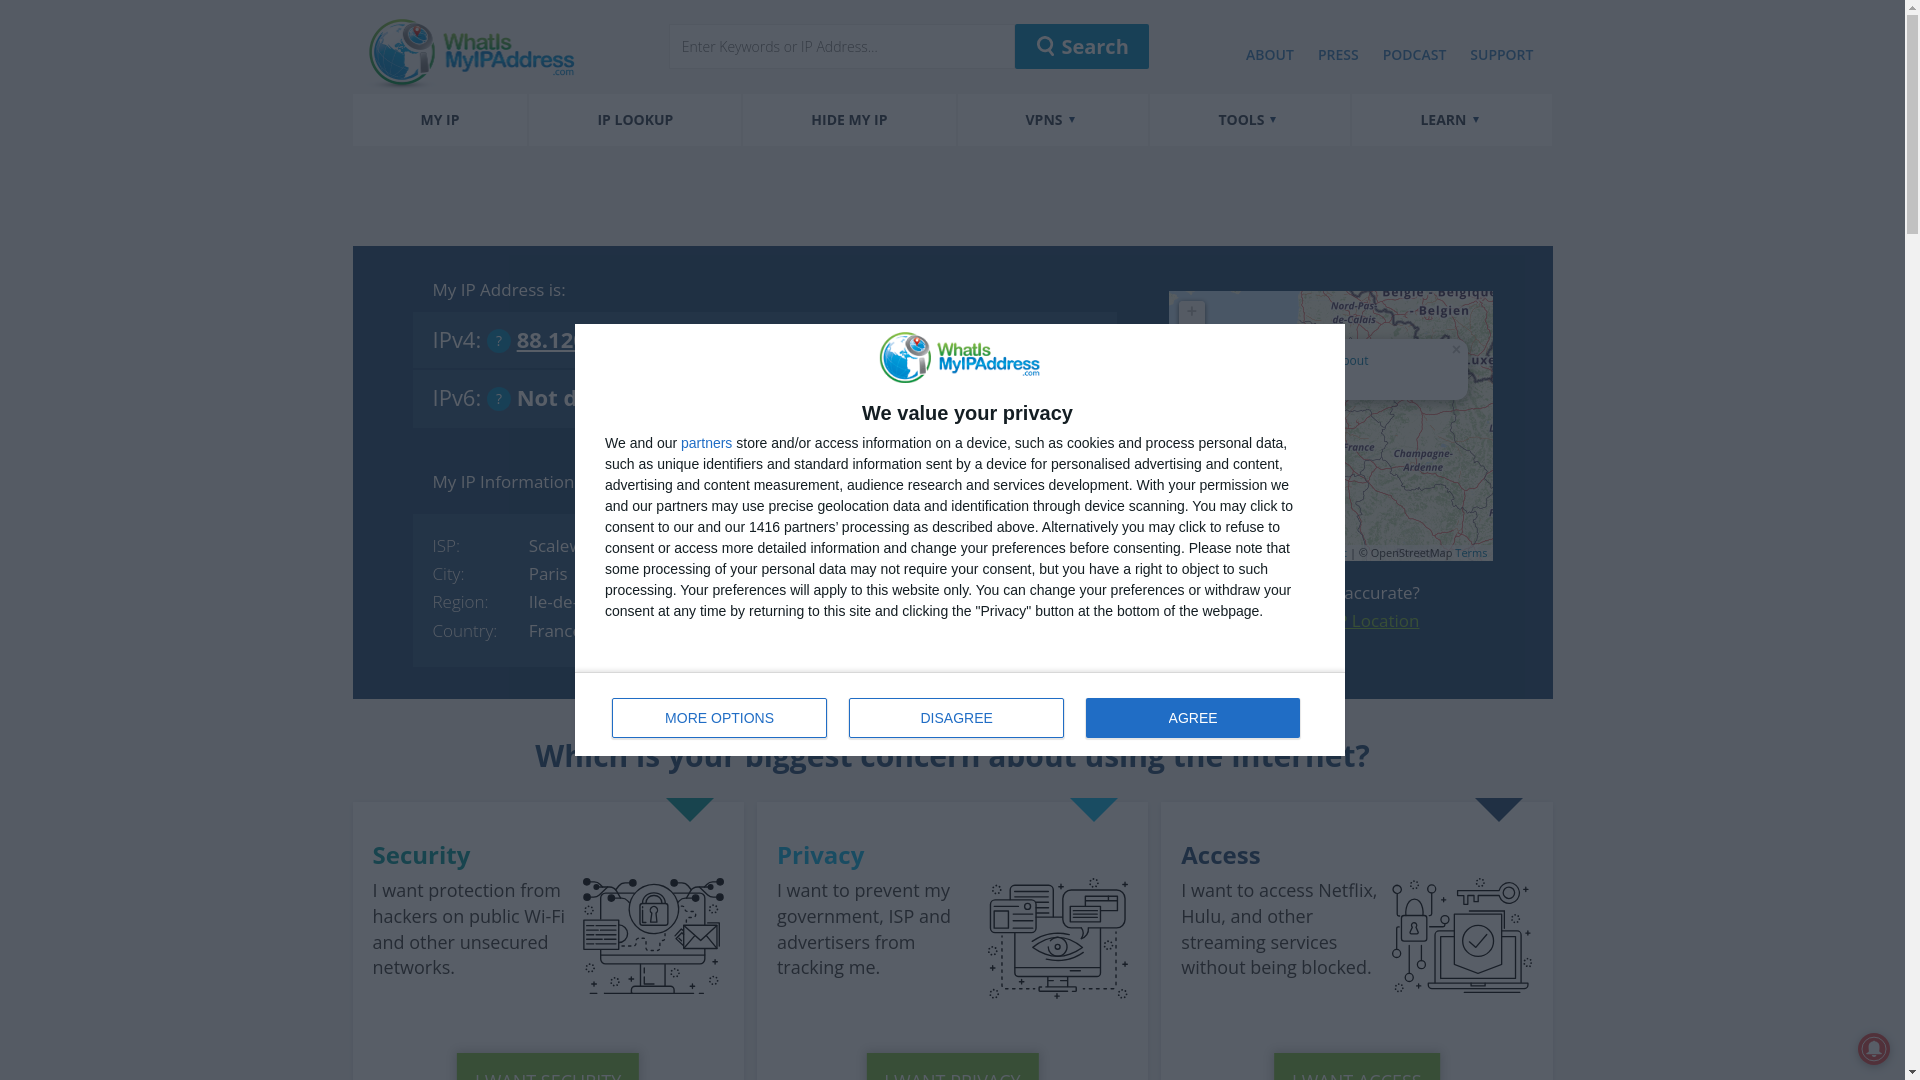 WhatIs
MyIPAddress
.com
Enter Keywords or IP Address...
Search
ABOUT PRESS PODCAST SUPPORT
MY IP IP LOOKUP HIDE MY IP VPNS ▼ TOOLS ▼ LEARN ▼
My IP Address is:
IPv4: ? 88.12
IPv6: ? Not d
My IP Information
ISP: Scalew
City: Paris
Region: Ile-de-
Country: France
+
België - Belgique
- Belgien
Nord-Pas-
de-Calais
×
bout
Luxe
France
Champagne-
Ardenne
| © OpenStreetMap Terms
accurate?
Location
WhatIs
MyIPAddress
.com
We value your privacy
We and our partners store and/or access information on a device, such as cookies and process personal data,
such as unique identifiers and standard information sent by a device for personalised advertising and content,
advertising and content measurement, audience research and services development. With your permission we
and our partners may use precise geolocation data and identification through device scanning. You may click to
consent to our and our 1416 partners’ processing as described above. Alternatively you may click to refuse to
consent or access more detailed information and change your preferences before consenting. Please note that
some processing of your personal data may not require your consent, but you have a right to object to such
processing. Your preferences will apply to this website only. You can change your preferences or withdraw your
consent at any time by returning to this site and clicking the "Privacy" button at the bottom of the webpage.
MORE OPTIONS DISAGREE AGREE
Which is your biggest concern about using the Internet?
Security
I want protection from
hackers on public Wi-Fi
and other unsecured
networks.
I WANT SECURITY
Privacy
I want to prevent my
government, ISP and
advertisers from
tracking me.
I WANT PRIVACY
Access
I want to access Netflix,
Hulu, and other
streaming services
without being blocked.
I WANT ACCESS